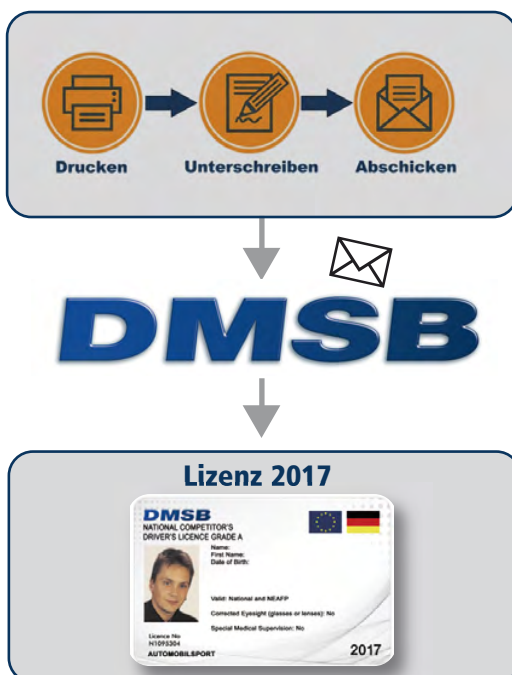 Drucken
Unterschreiben
Abschicken
DMSB
Lizenz 2017
DMSB
NATIONAL COMPETITOR'S
DRIVER'S LICENCE GRADE A
Name:
First Name:
Date of Birth:
Valid: National and NEAFP
Corrected Eyesight (glasses or lenses): No
Special Medical Supervision: No
Licence No
N1095304
AUTOMOBILSPORT
2017